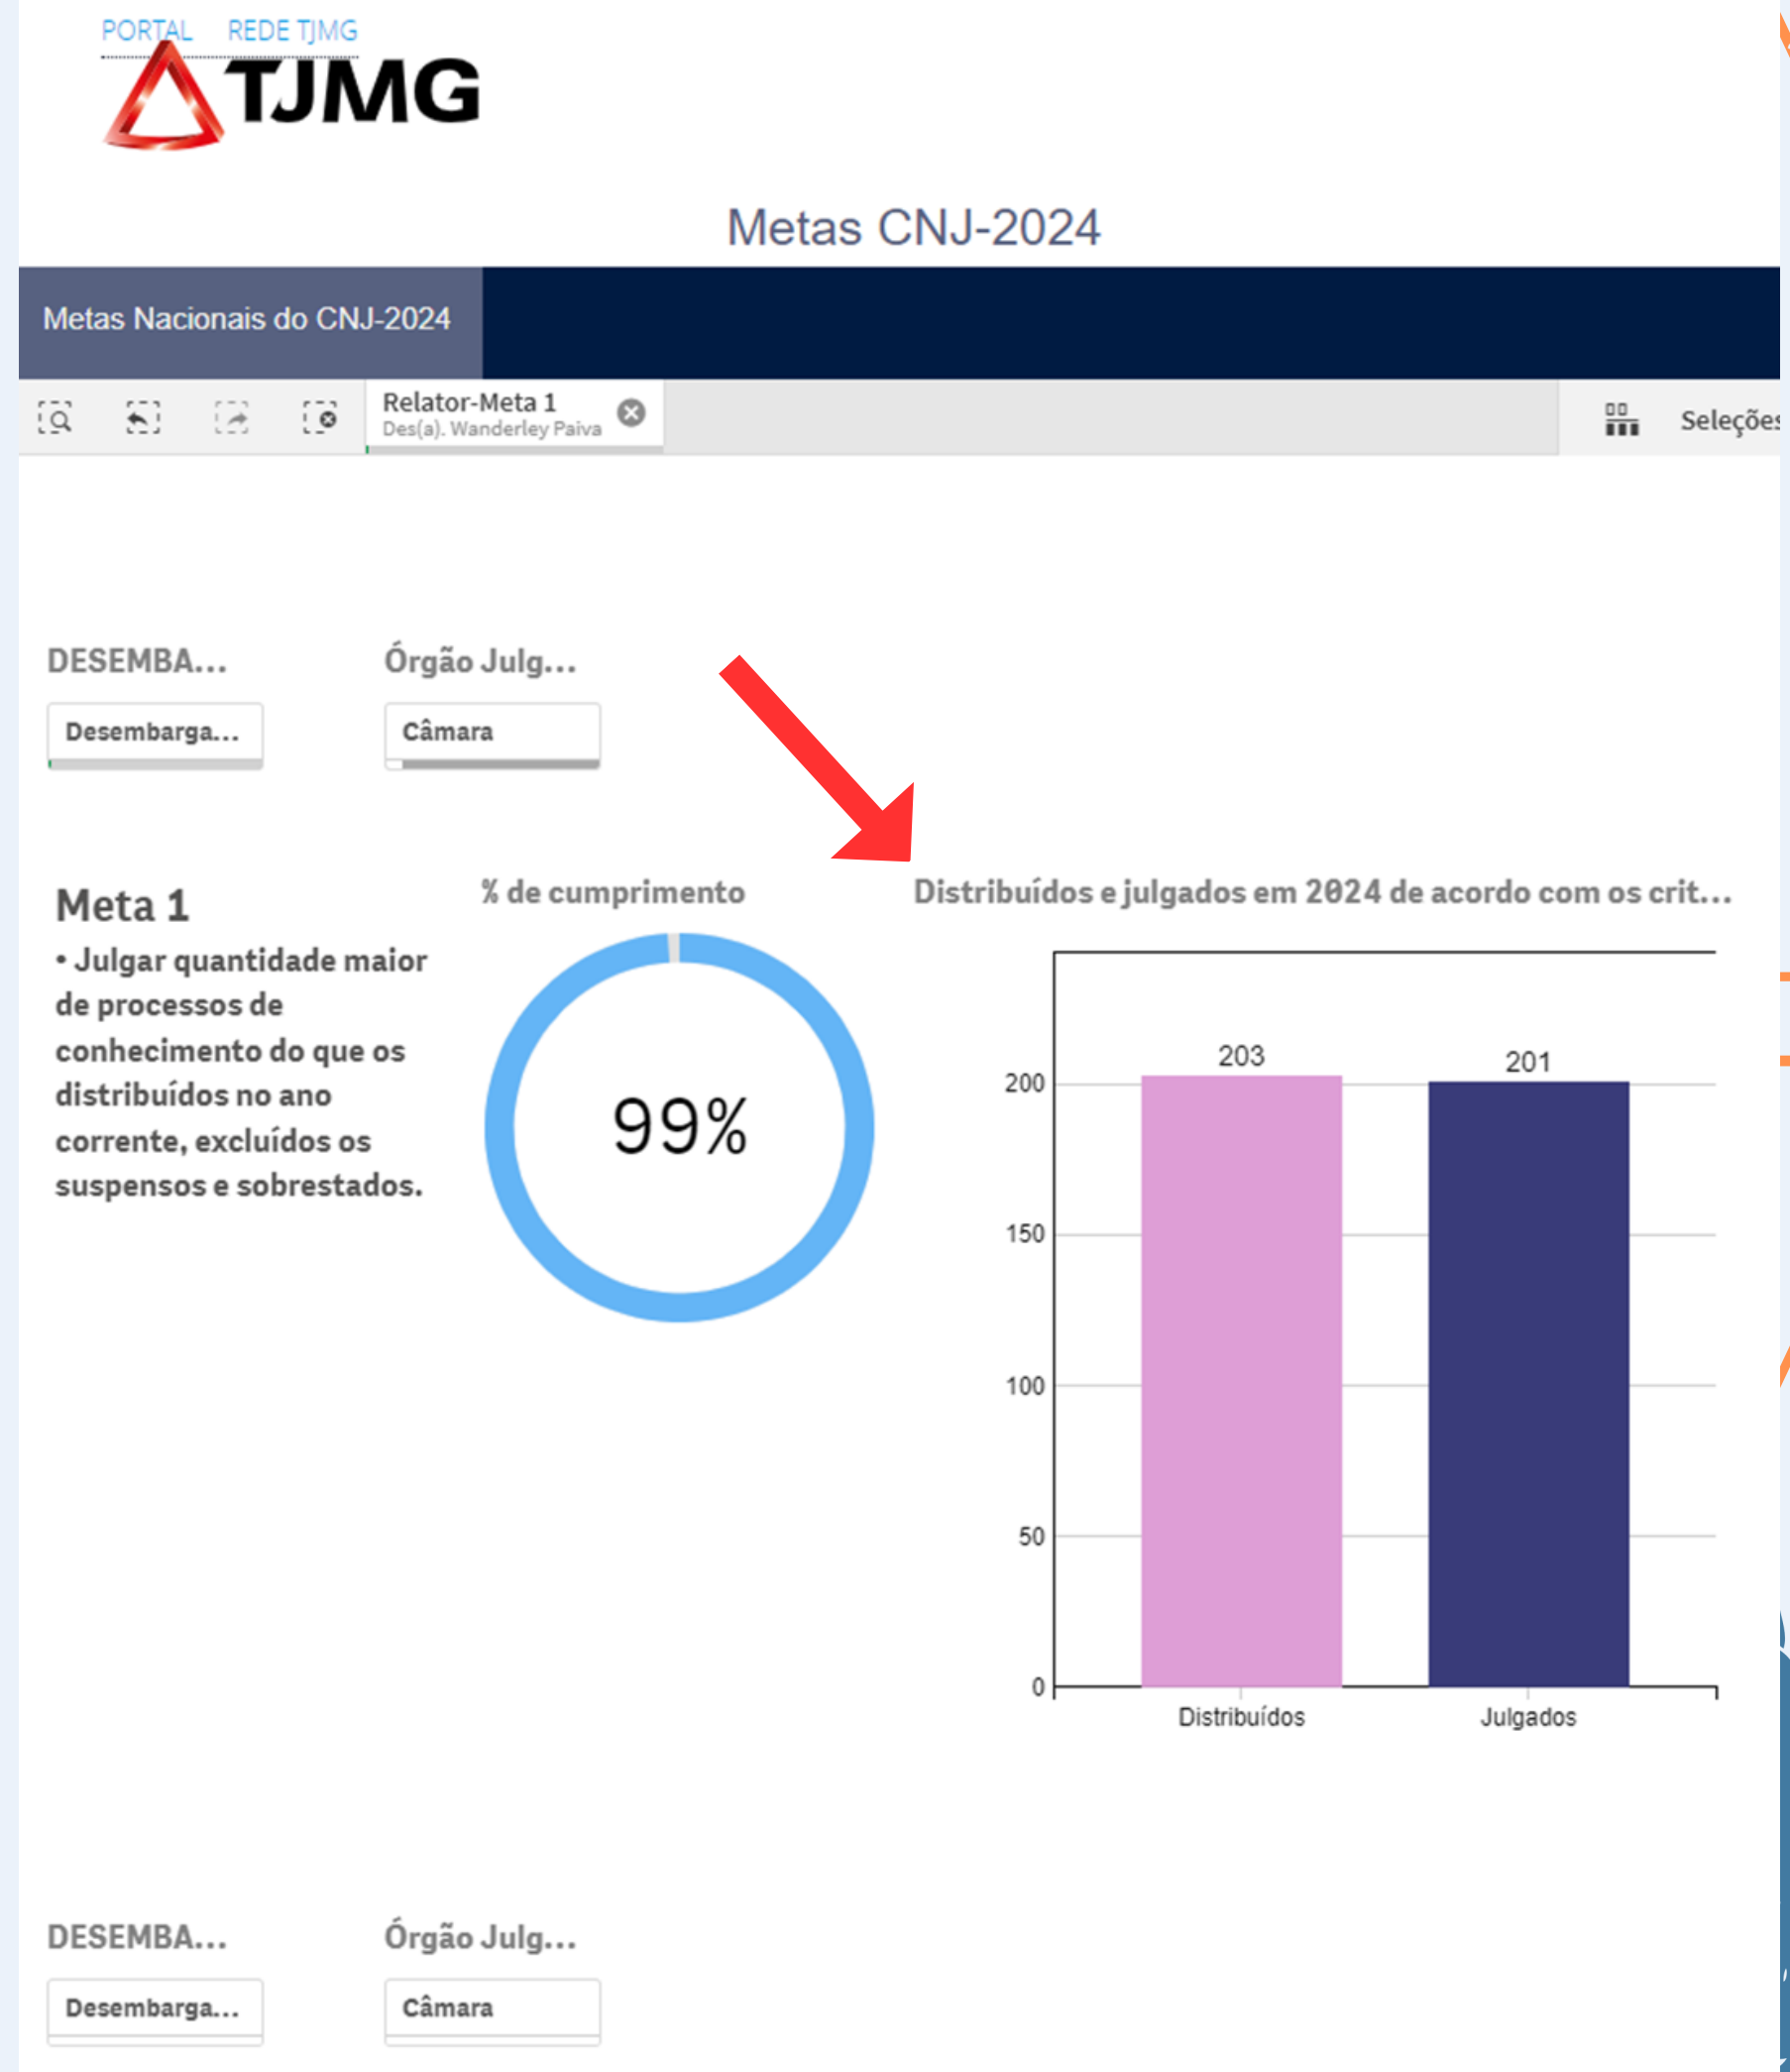 PORTAL REDE TJMG
TJMG
Metas CNJ-2024
Metas Nacionais do CNJ-2024
Relator-Meta 1
Des(a). Wanderley Paiva
Seleções
DESEMBA...
Órgão Julg...
Desembarga...
Câmara
Meta 1
• Julgar quantidade maior
de processos de
conhecimento do que os
distribuídos no ano
corrente, excluídos os
suspensos e sobrestados.
% de cumprimento
99%
Distribuídos e julgados em 2024 de acordo com os crit...
203
201
200
150
100
50
0
Distribuídos
Julgados
DESEMBA...
Órgão Julg...
Desembarga...
Câmara